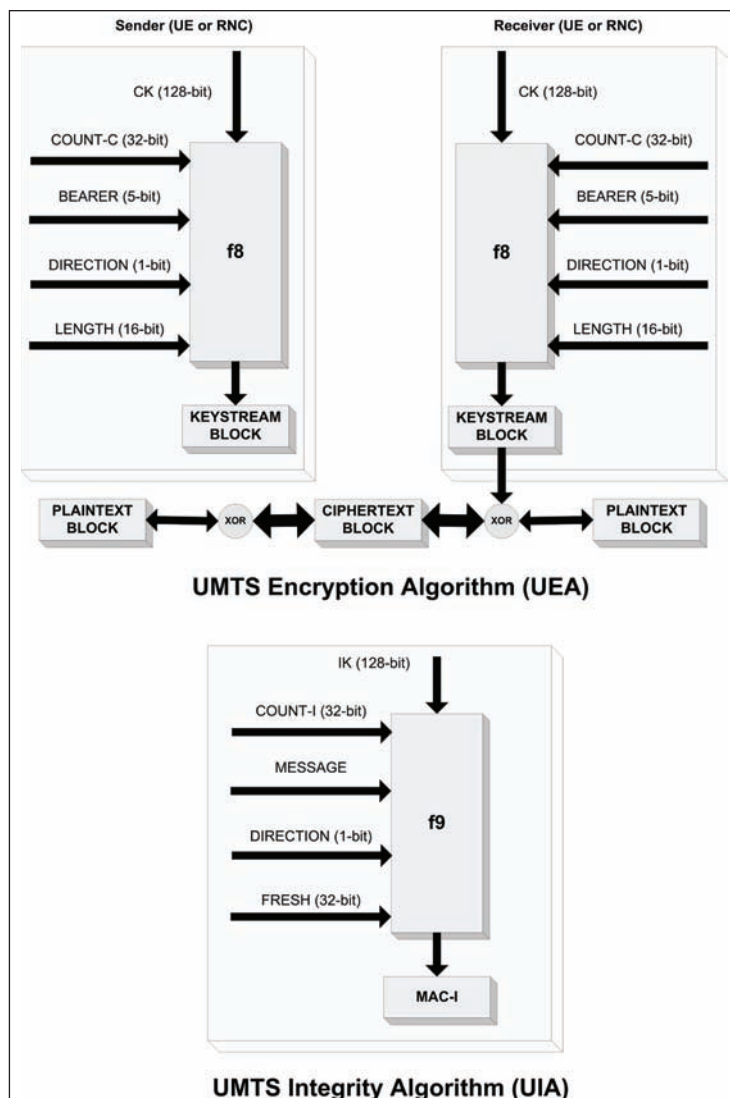 Sender (UE or RNC)
Receiver (UE or RNC)
CK (128-bit)
CK (128-bit)
COUNT-C (32-bit)
COUNT-C (32-bit)
BEARER (5-bit)
BEARER (5-bit)
f8
f8
DIRECTION (1-bit)
DIRECTION (1-bit)
LENGTH (16-bit)
LENGTH (16-bit)
KEYSTREAM
BLOCK
KEYSTREAM
BLOCK
PLAINTEXT
BLOCK
XOR
CIPHERTEXT
BLOCK
XOR
PLAINTEXT
BLOCK
UMTS Encryption Algorithm (UEA)
IK (128-bit)
COUNT-I (32-bit)
MESSAGE
f9
DIRECTION (1-bit)
FRESH (32-bit)
MAC-I
UMTS Integrity Algorithm (UIA)